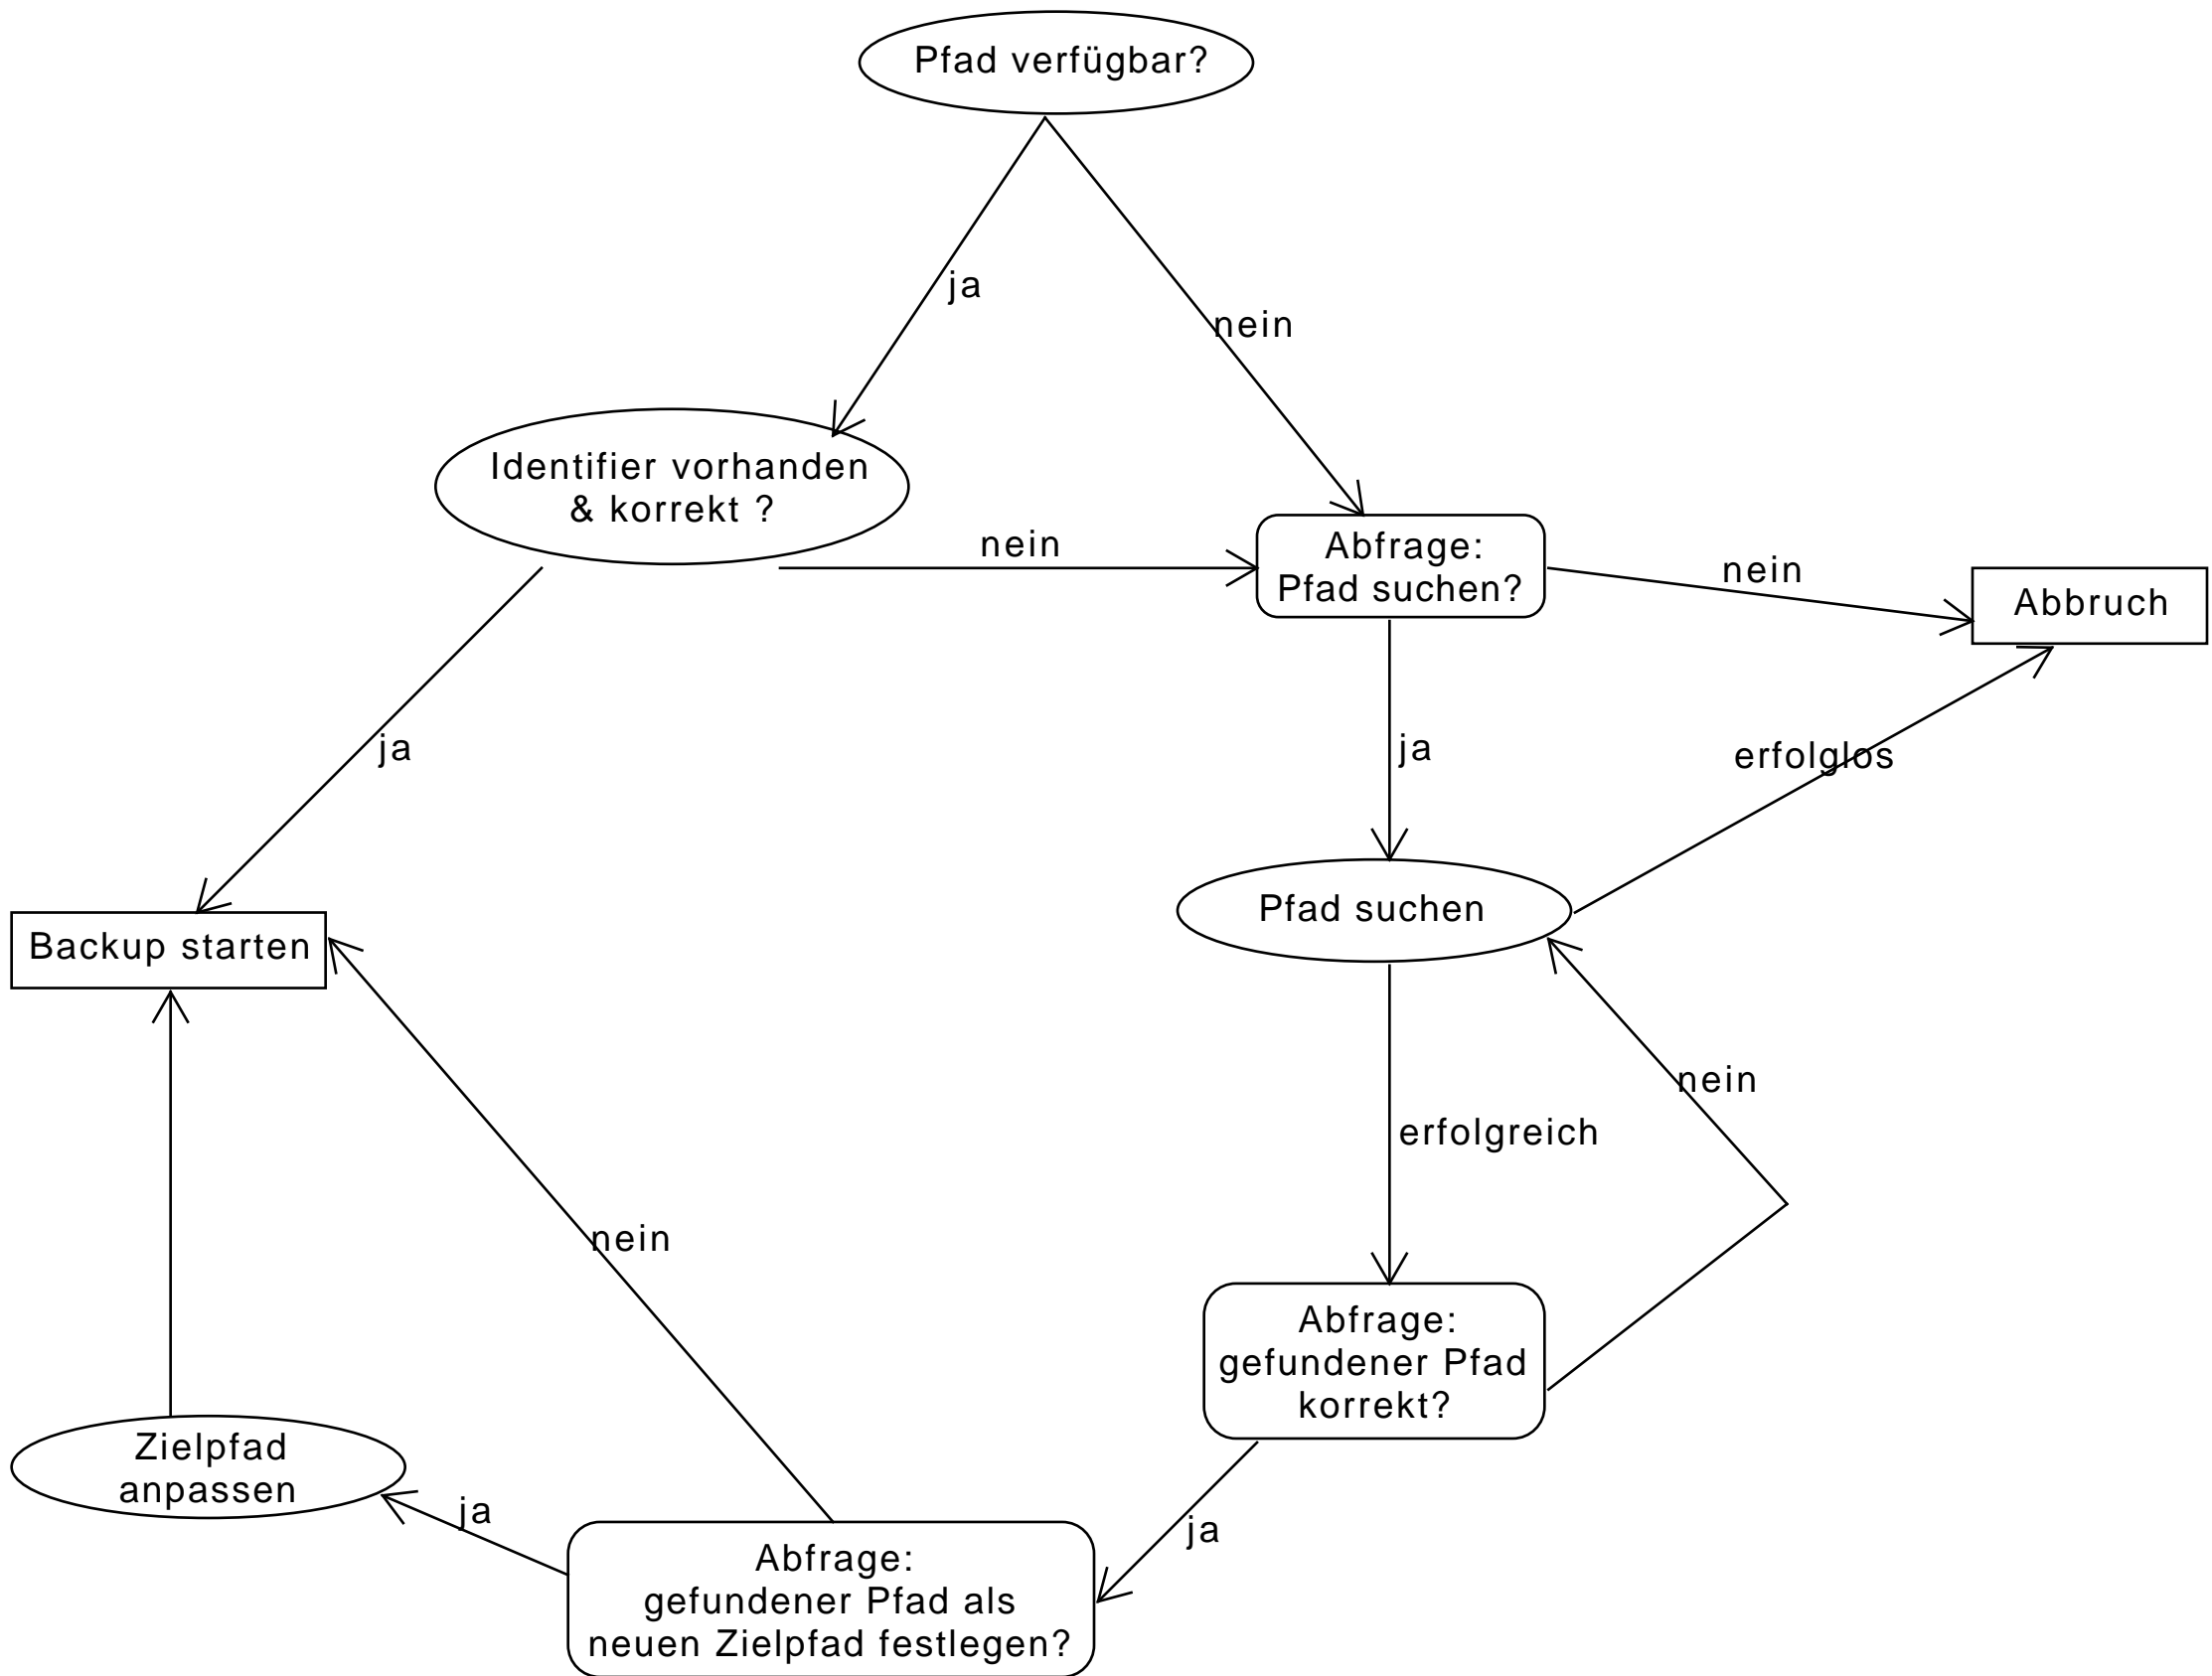 Pfad verfügbar?
ja
nein
Identifier vorhanden
& korrekt ?
nein
Abfrage:
Pfad suchen?
nein
Abbruch
ja
ja
erfolglos
Pfad suchen
Backup starten
nein
erfolgreich
nein
Abfrage:
gefundener Pfad
korrekt?
Zielpfad
anpassen
ja
ja
Abfrage:
gefundener Pfad als
neuen Zielpfad festlegen?